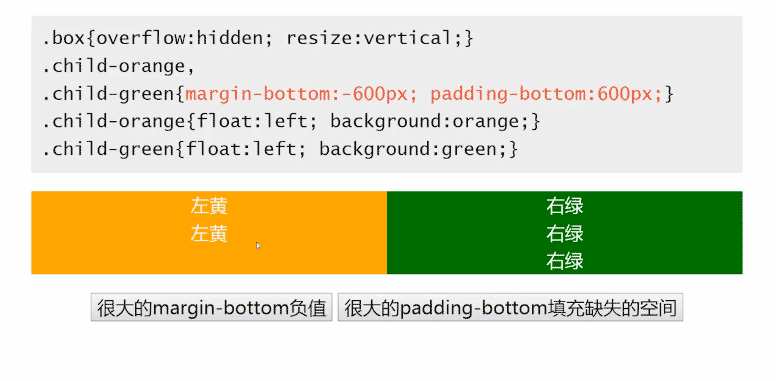 .box{overflow:hidden; resize:vertical;}
.child-orange,
.child-green{margin-bottom:-600px; padding-bottom:600px;}
.child-orange{float:left; background:orange;}
.child-green{float:left; background:green;}
左黄 右绿
左黄 右绿
右绿
很大的margin-bottom负值 很大的padding-bottom填充缺失的空间